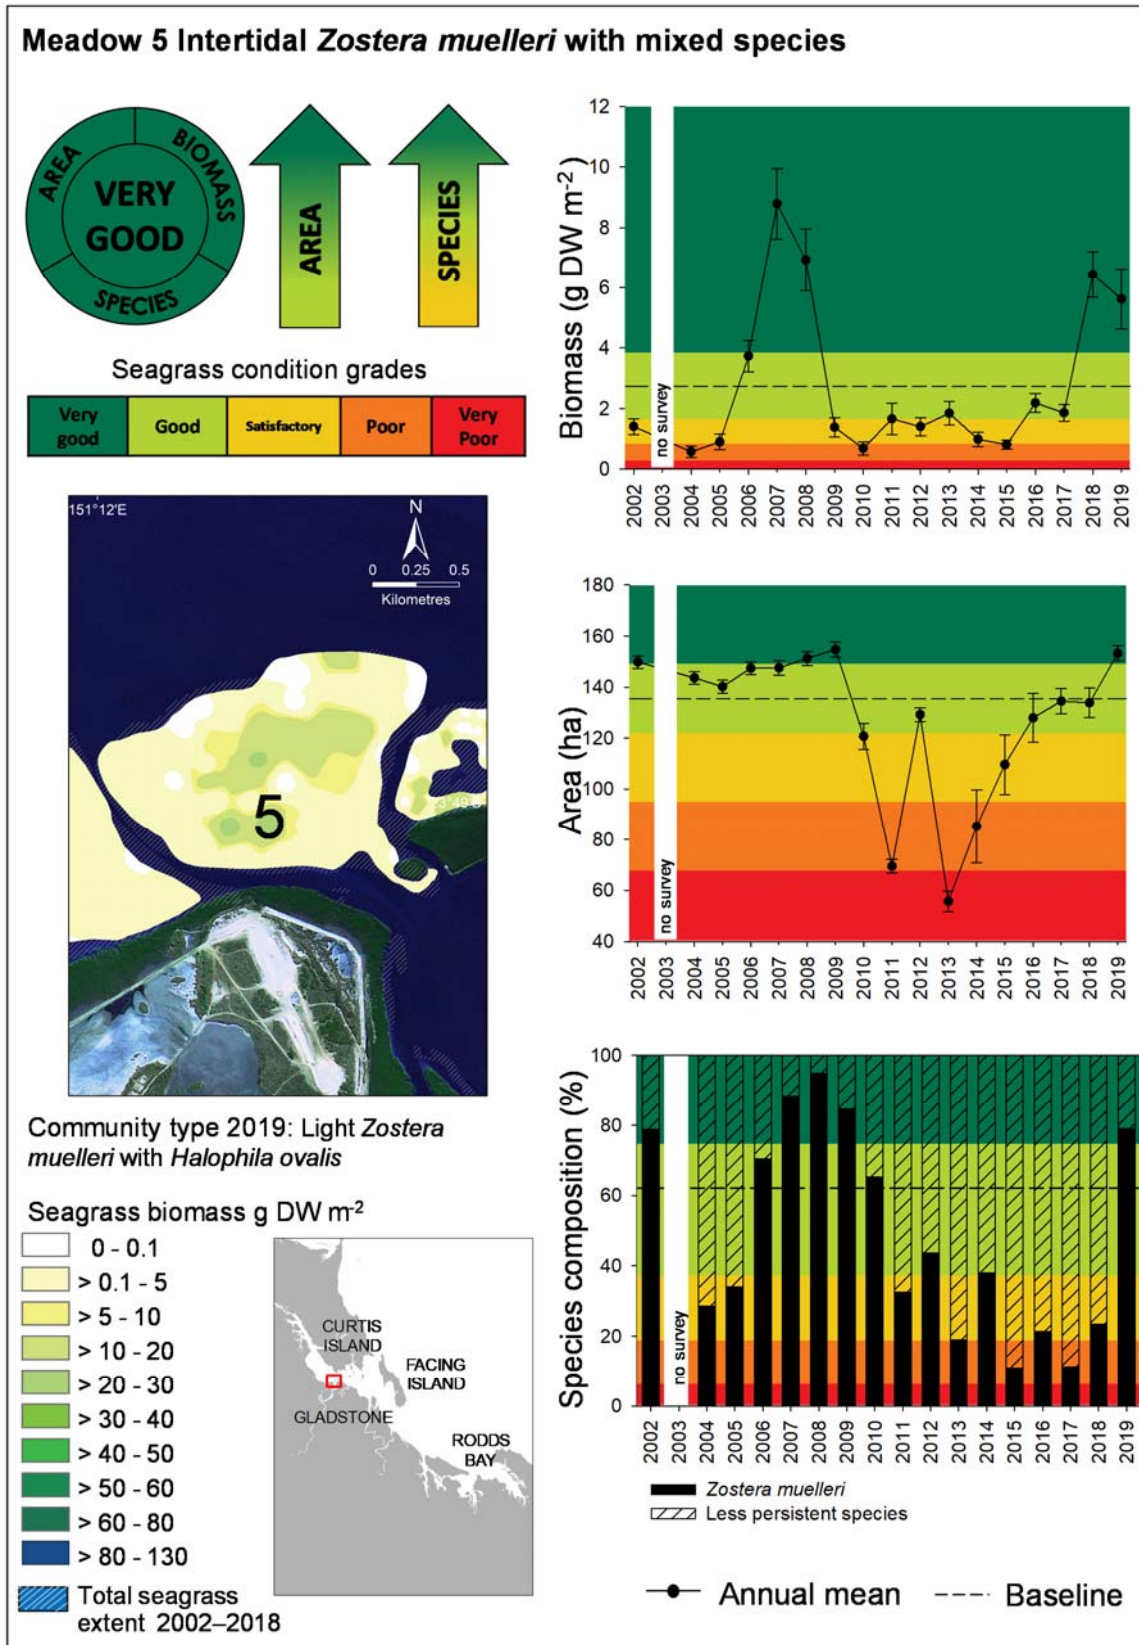 Meadow 5 Intertidal Zostera muelleri with mixed species
AREA
BIOMASS
VERY
GOOD
SPECIES
AREA
SPECIES
Seagrass condition grades
Very
good
Good
Satisfactory
Poor
Very
Poor
151°12'E
N
0 0.25 0.5
Kilometres
5
Community type 2019: Light Zostera
muelleri with Halophila ovalis
Seagrass biomass g DW m-2
0 - 0.1
> 0.1 - 5
> 5 - 10
> 10 - 20
> 20 - 30
> 30 - 40
> 40 - 50
> 50 - 60
> 60 - 80
> 80 - 130
Total seagrass
extent 2002–2018
CURTIS
ISLAND
FACING
ISLAND
GLADSTONE
RODDS
BAY
Biomass (g DW m-2)
12
10
8
6
4
2
0
no survey
2002 2003 2004 2005 2006 2007 2008 2009 2010 2011 2012 2013 2014 2015 2016 2017 2018 2019
Area (ha)
180
160
140
120
100
80
60
40
no survey
2002 2003 2004 2005 2006 2007 2008 2009 2010 2011 2012 2013 2014 2015 2016 2017 2018 2019
Species composition (%)
100
80
60
40
20
0
no survey
2002 2003 2004 2005 2006 2007 2008 2009 2010 2011 2012 2013 2014 2015 2016 2017 2018 2019
Zostera muelleri
Less persistent species
Annual mean
Baseline